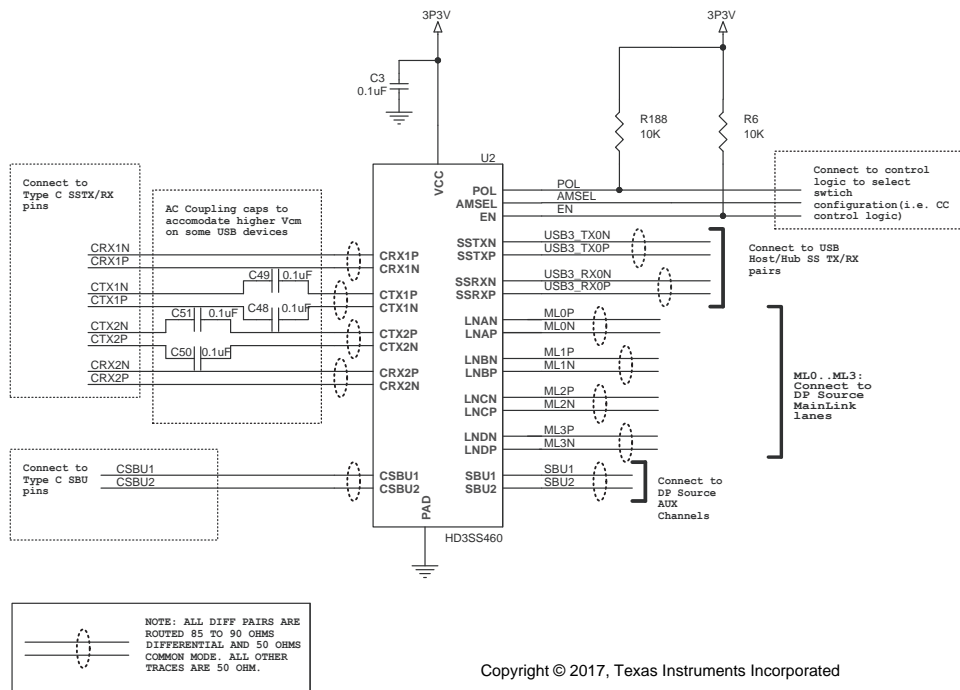 3P3V
3P3V
C3
0.1uF
R188
10K
R6
10K
U2
VCC
Connect to
Type C SSTX/RX
pins
AC Coupling caps to
accomodate higher Vcm
on some USB devices
Connect to control
logic to select
swtich
configuration(i.e. CC
control logic)
POL
POL
AMSEL
AMSEL
EN
EN
CRX1N
CRX1P
CRX1P
CRX1N
SSTXN
USB3_TX0N
SSTXP
USB3_TX0P
Connect to USB
Host/Hub SS TX/RX
pairs
CTX1N
C49
0.1uF
CTX1P
CTX1P
CTX1N
C48
0.1uF
SSRXN
USB3_RX0N
SSRXP
USB3_RX0P
C51
0.1uF
CTX2N
CTX2P
CTX2P
CTX2N
C50
0.1uF
LNAN
ML0P
LNAP
ML0N
CRX2N
CRX2P
CRX2P
CRX2N
LNBN
ML1P
LNBP
ML1N
LNCN
ML2P
LNCP
ML2N
LNDN
ML3P
LNDP
ML3N
ML0..ML3:
Connect to
DP Source
MainLink
lanes
Connect to
Type C SBU
pins
CSBU1
CSBU2
CSBU1
CSBU2
SBU1
SBU1
SBU2
SBU2
Connect to
DP Source
AUX
Channels
PAD
HD3SS460
NOTE: ALL DIFF PAIRS ARE
ROUTED 85 TO 90 OHMS
DIFFERENTIAL AND 50 OHMS
COMMON MODE. ALL OTHER
TRACES ARE 50 OHM.
Copyright © 2017, Texas Instruments Incorporated